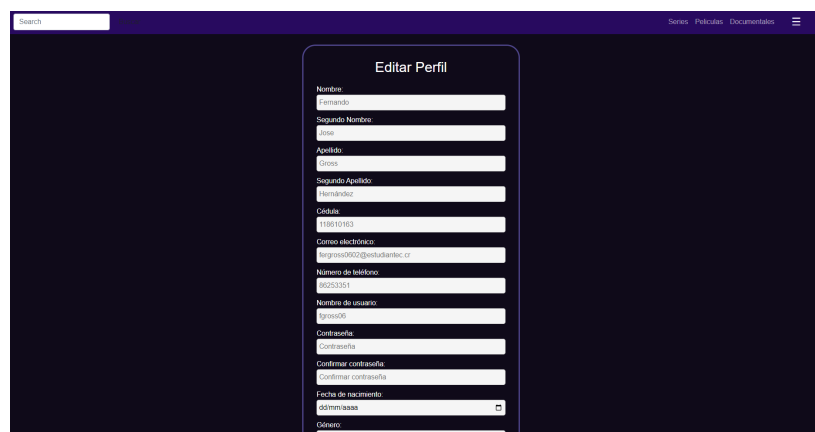 Search
Series Peliculas Documentales
Editar Perfil
Nombre:
Fernando
Segundo Nombre:
Jose
Apellido:
Gross
Segundo Apellido:
Hernández
Cédula:
118610163
Correo electrónico:
fergross0602@estudiantec.cr
Número de teléfono:
86253351
Nombre de usuario:
fgross06
Contraseña:
Contraseña
Confirmar contraseña:
Confirmar contraseña
Fecha de nacimiento:
dd/mm/aaaa
Género: